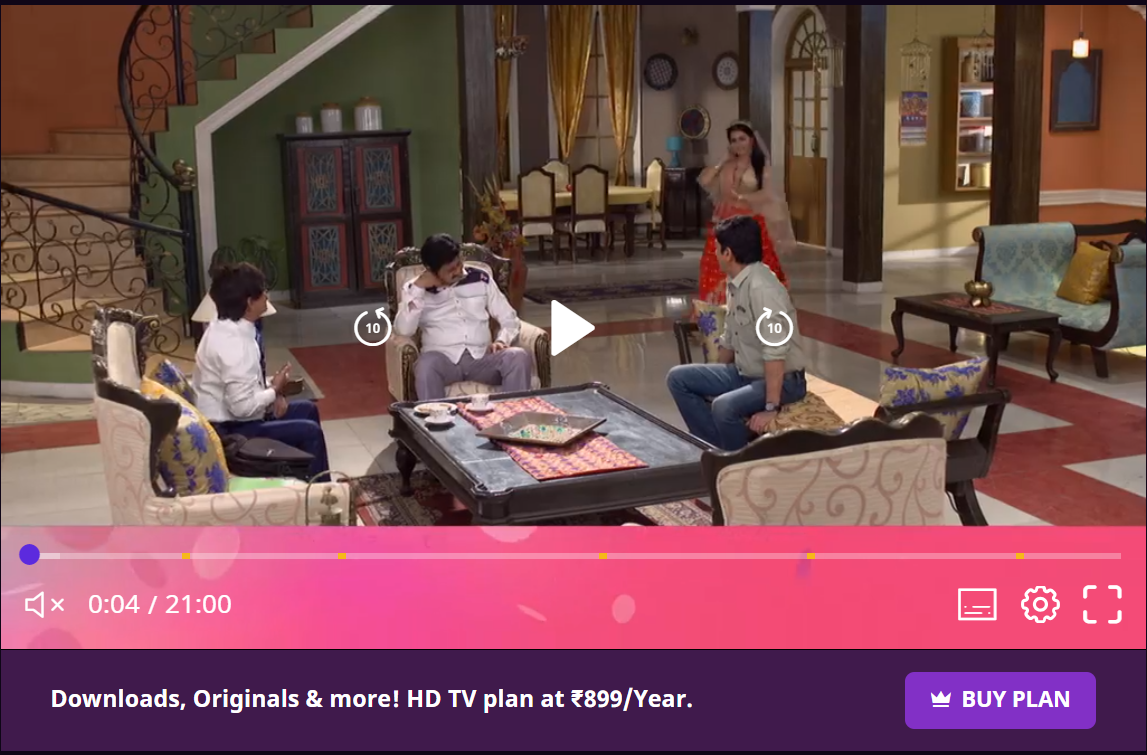 10
10
0:04 / 21:00
Downloads, Originals & more! HD TV plan at ₹899/Year.
BUY PLAN